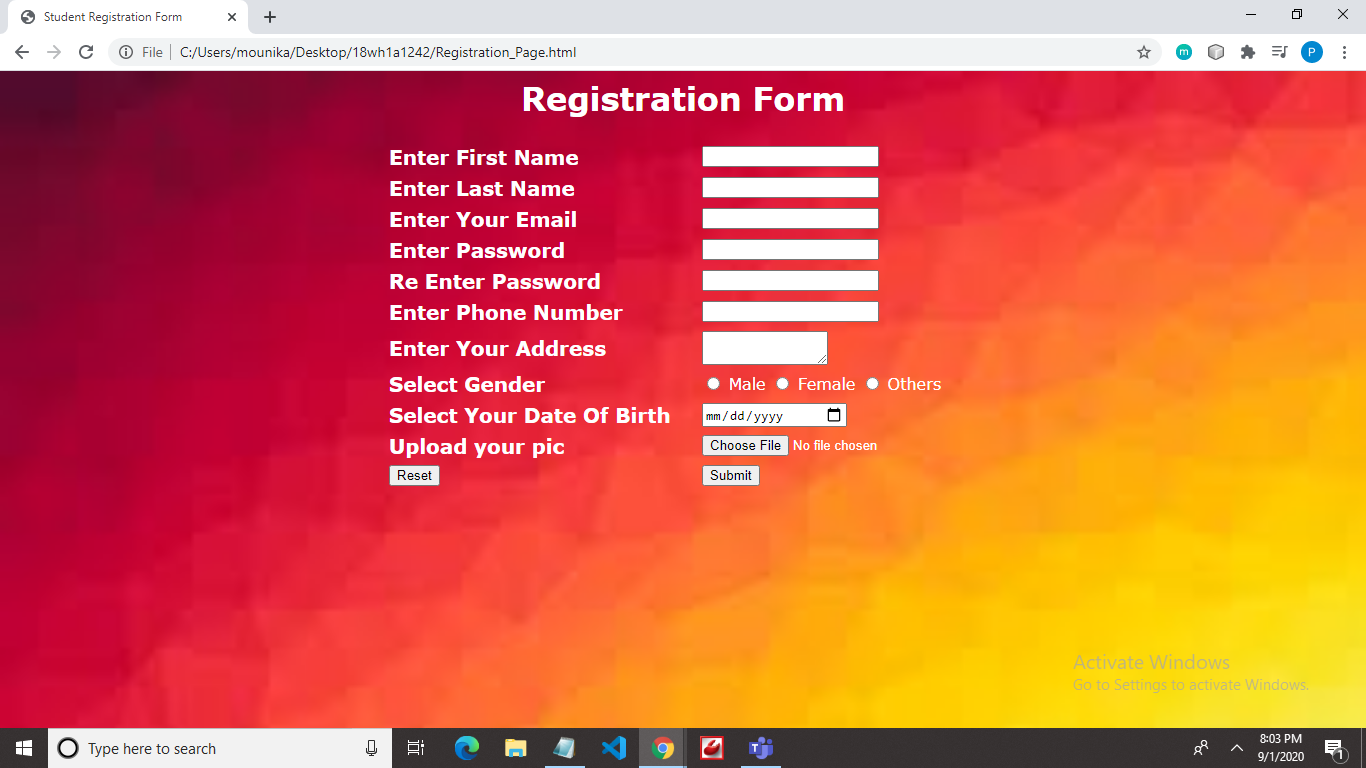 Student Registration Form
File C:/Users/mounika/Desktop/18wh1a1242/Registration_Page.html
m P
Registration Form
Enter First Name
Enter Last Name
Enter Your Email
Enter Password
Re Enter Password
Enter Phone Number
Enter Your Address
Select Gender Male Female Others
Select Your Date Of Birth mm/dd/yyyy
Upload your pic Choose File No file chosen
Reset Submit
Activate Windows
Go to Settings to activate Windows.
Type here to search
8:03 PM
9/1/2020
1